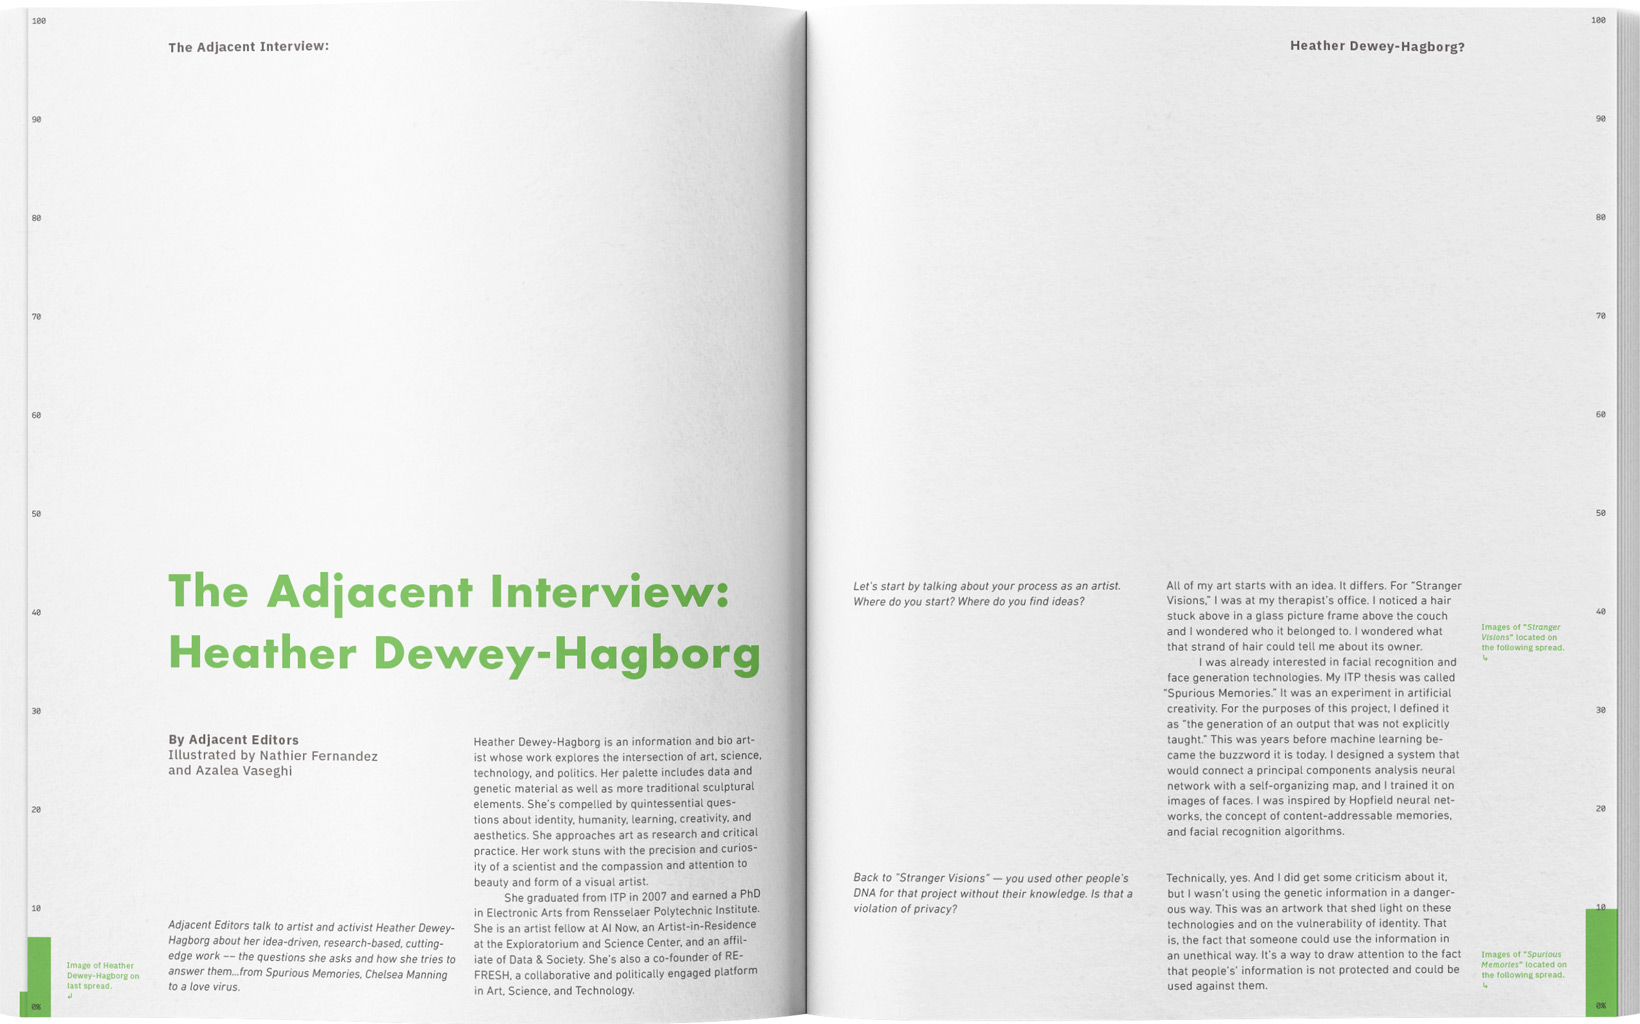 100
The Adjacent Interview:
90
80
70
60
50
40
30
20
10
0%
The Adjacent Interview:
Heather Dewey-Hagborg
By Adjacent Editors
Illustrated by Nathier Fernandez
and Azalea Vaseghi
Adjacent Editors talk to artist and activist Heather Dewey-
Hagborg about her idea-driven, research-based, cutting-
edge work -- the questions she asks and how she tries to
answer them...from Spurious Memories, Chelsea Manning
to a love virus.
Image of Heather
Dewey-Hagborg on
last spread.
↲
Heather Dewey-Hagborg is an information and bio art-
ist whose work explores the intersection of art, science,
technology, and politics. Her palette includes data and
genetic material as well as more traditional sculptural
elements. She's compelled by quintessential ques-
tions about identity, humanity, learning, creativity, and
aesthetics. She approaches art as research and critical
practice. Her work stuns with the precision and curios-
ity of a scientist and the compassion and attention to
beauty and form of a visual artist.
She graduated from ITP in 2007 and earned a PhD
in Electronic Arts from Rensselaer Polytechnic Institute.
She is an artist fellow at AI Now, an Artist-in-Residence
at the Exploratorium and Science Center, and an affil-
iate of Data & Society. She's also a co-founder of RE-
FRESH, a collaborative and politically engaged platform
in Art, Science, and Technology.
Heather Dewey-Hagborg?
100
90
80
70
60
50
40
30
20
10
0%
Let's start by talking about your process as an artist.
Where do you start? Where do you find ideas?
All of my art starts with an idea. It differs. For "Stranger
Visions," I was at my therapist's office. I noticed a hair
stuck above in a glass picture frame above the couch
and I wondered who it belonged to. I wondered what
that strand of hair could tell me about its owner.
I was already interested in facial recognition and
face generation technologies. My ITP thesis was called
"Spurious Memories." It was an experiment in artificial
creativity. For the purposes of this project, I defined it
as "the generation of an output that was not explicitly
taught." This was years before machine learning be-
came the buzzword it is today. I designed a system that
would connect a principal components analysis neural
network with a self-organizing map, and I trained it on
images of faces. I was inspired by Hopfield neural net-
works, the concept of content-addressable memories,
and facial recognition algorithms.
Images of "Stranger
Visions" located on
the following spread.
↳
Back to "Stranger Visions" — you used other people's
DNA for that project without their knowledge. Is that a
violation of privacy?
Technically, yes. And I did get some criticism about it,
but I wasn't using the genetic information in a danger-
ous way. This was an artwork that shed light on these
technologies and on the vulnerability of identity. That
is, the fact that someone could use the information in
an unethical way. It's a way to draw attention to the fact
that people's' information is not protected and could be
used against them.
Images of "Spurious
Memories" located on
the following spread.
↳